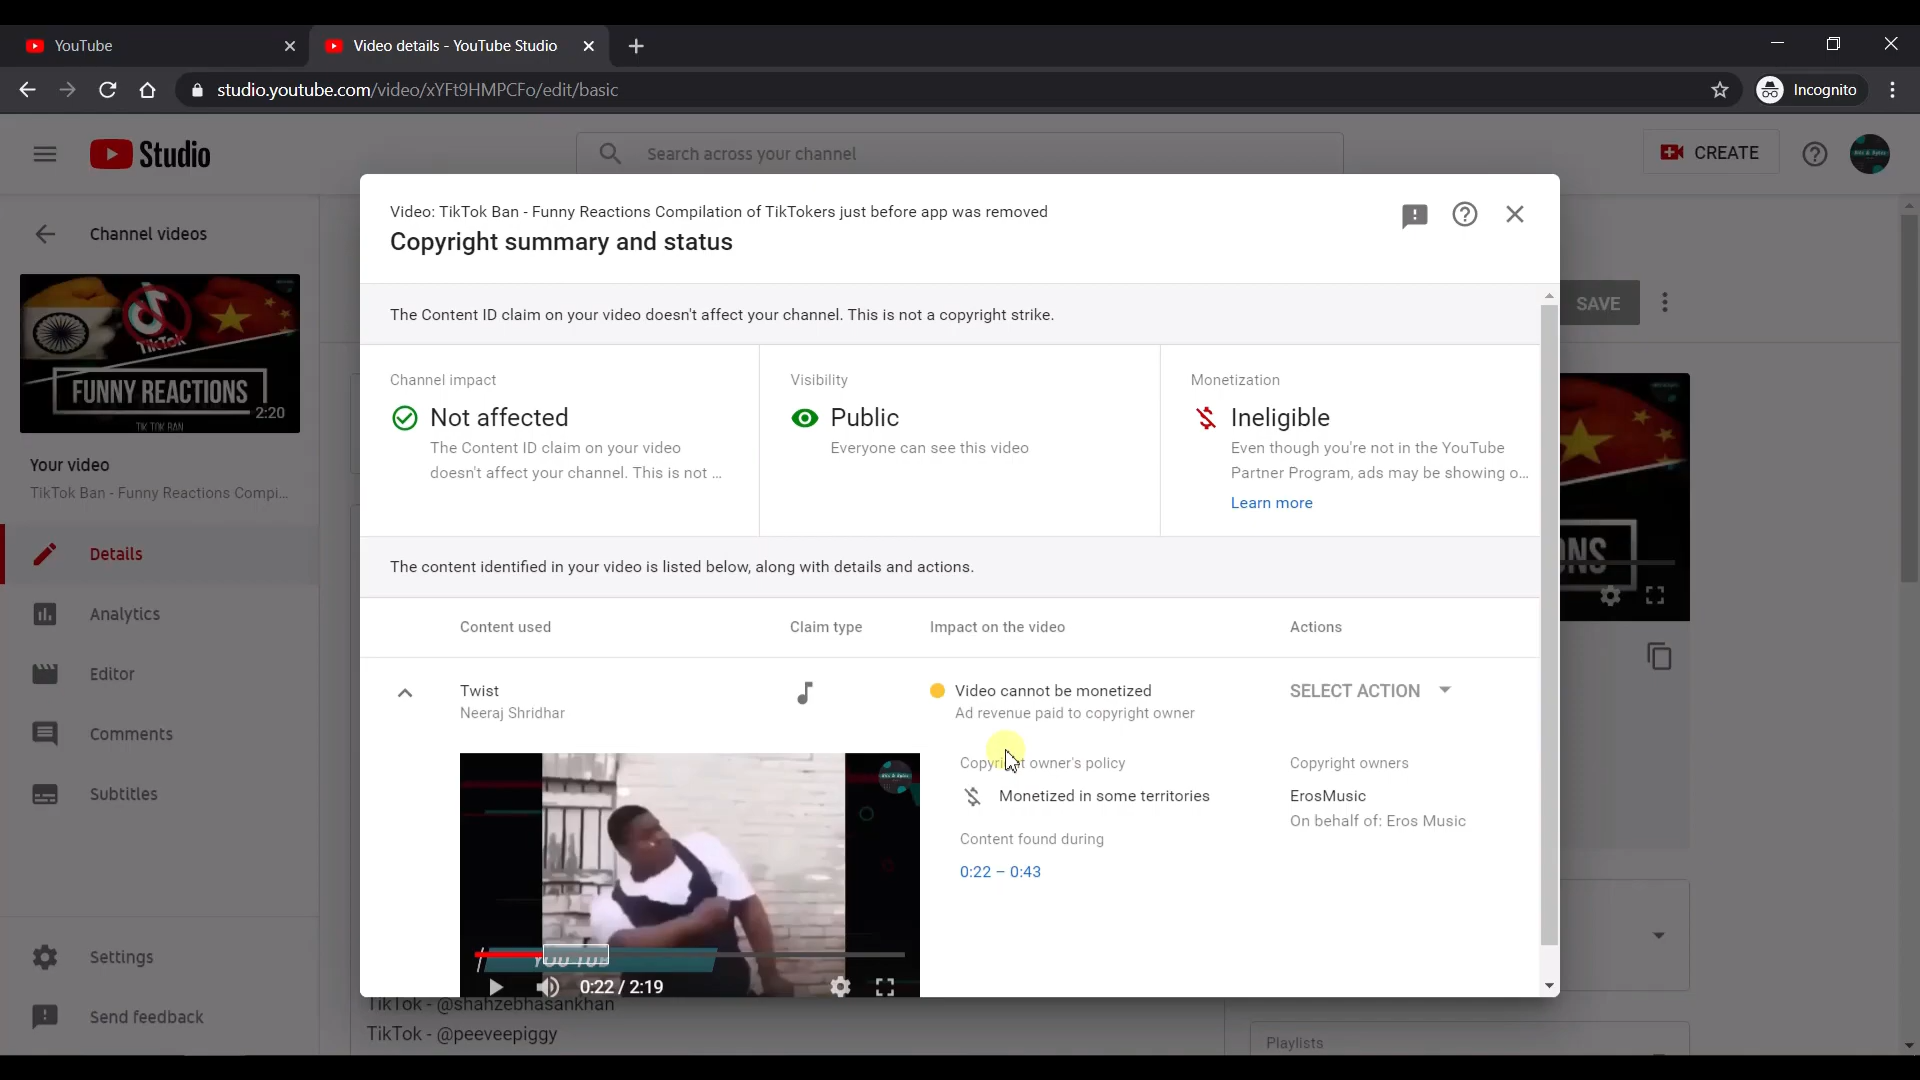 YouTube
Video details - YouTube Studio
studio.youtube.com/video/xYFt9HMPCFo/edit/basic
Incognito
Studio
Search across your channel
CREATE
Video: TikTok Ban - Funny Reactions Compilation of TikTokers just before app was removed
Copyright summary and status
Channel videos
The Content ID claim on your video doesn't affect your channel. This is not a copyright strike.
SAVE
TikTok
FUNNY REACTIONS
2:20
TIK TOK BAN
Channel impact
Not affected
The Content ID claim on your video
doesn't affect your channel. This is not ...
Visibility
Public
Everyone can see this video
Monetization
Ineligible
Even though you're not in the YouTube
Partner Program, ads may be showing o...
Learn more
Your video
TikTok Ban - Funny Reactions Compi...
Details
Analytics
Editor
Comments
Subtitles
Settings
Send feedback
The content identified in your video is listed below, along with details and actions.
Content used
Claim type
Impact on the video
Actions
Twist
Neeraj Shridhar
Video cannot be monetized
Ad revenue paid to copyright owner
SELECT ACTION
Copyright owner's policy
Monetized in some territories
Content found during
0:22 – 0:43
Copyright owners
ErosMusic
On behalf of: Eros Music
YOU TUB
0:22 / 2:19
TikTok - @shahzebhasankhan
TikTok - @peeveepiggy
Playlists